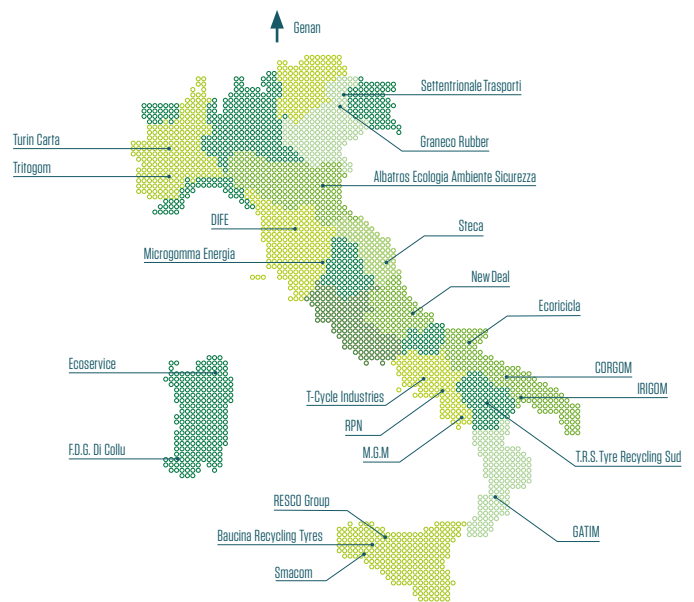 Genan
Settentrionale Trasporti
Graneco Rubber
Turin Carta
Tritogom
Albatros Ecologia Ambiente Sicurezza
DIFE
Steca
Microgomma Energia
New Deal
Ecoricicla
Ecoservice
CORGOM
IRIGOM
T-Cycle Industries
RPN
M.G.M
F.D.G. Di Collu
T.R.S. Tyre Recycling Sud
RESCO Group
GATIM
Baucina Recycling Tyres
Smacom